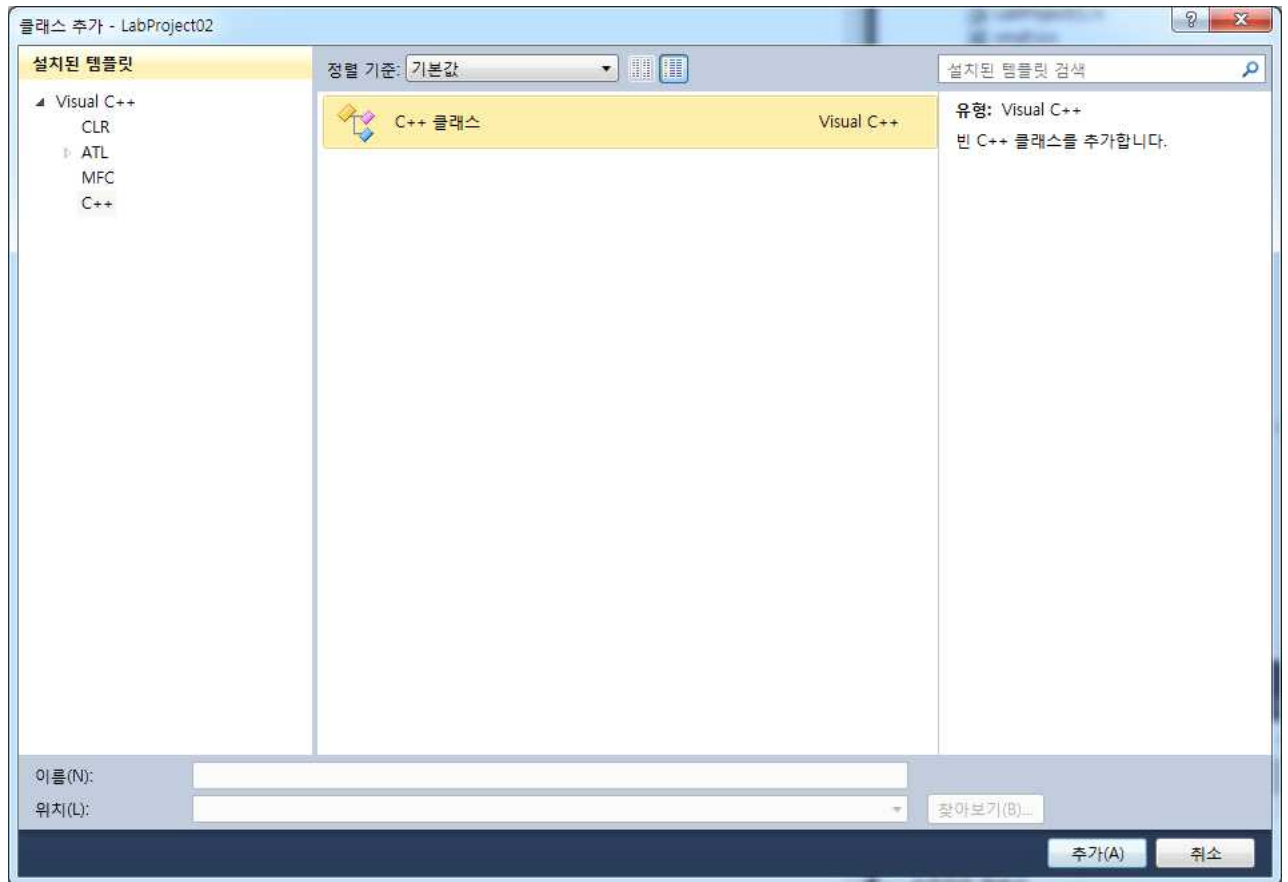 클래스 추가 - LabProject02
설치된 템플릿
Visual C++
CLR
ATL
MFC
C++
정렬 기준: 기본값
C++ 클래스 Visual C++
설치된 템플릿 검색
유형: Visual C++
빈 C++ 클래스를 추가합니다.
이름(N):
위치(L):
찾아보기(B)...
추가(A) 취소